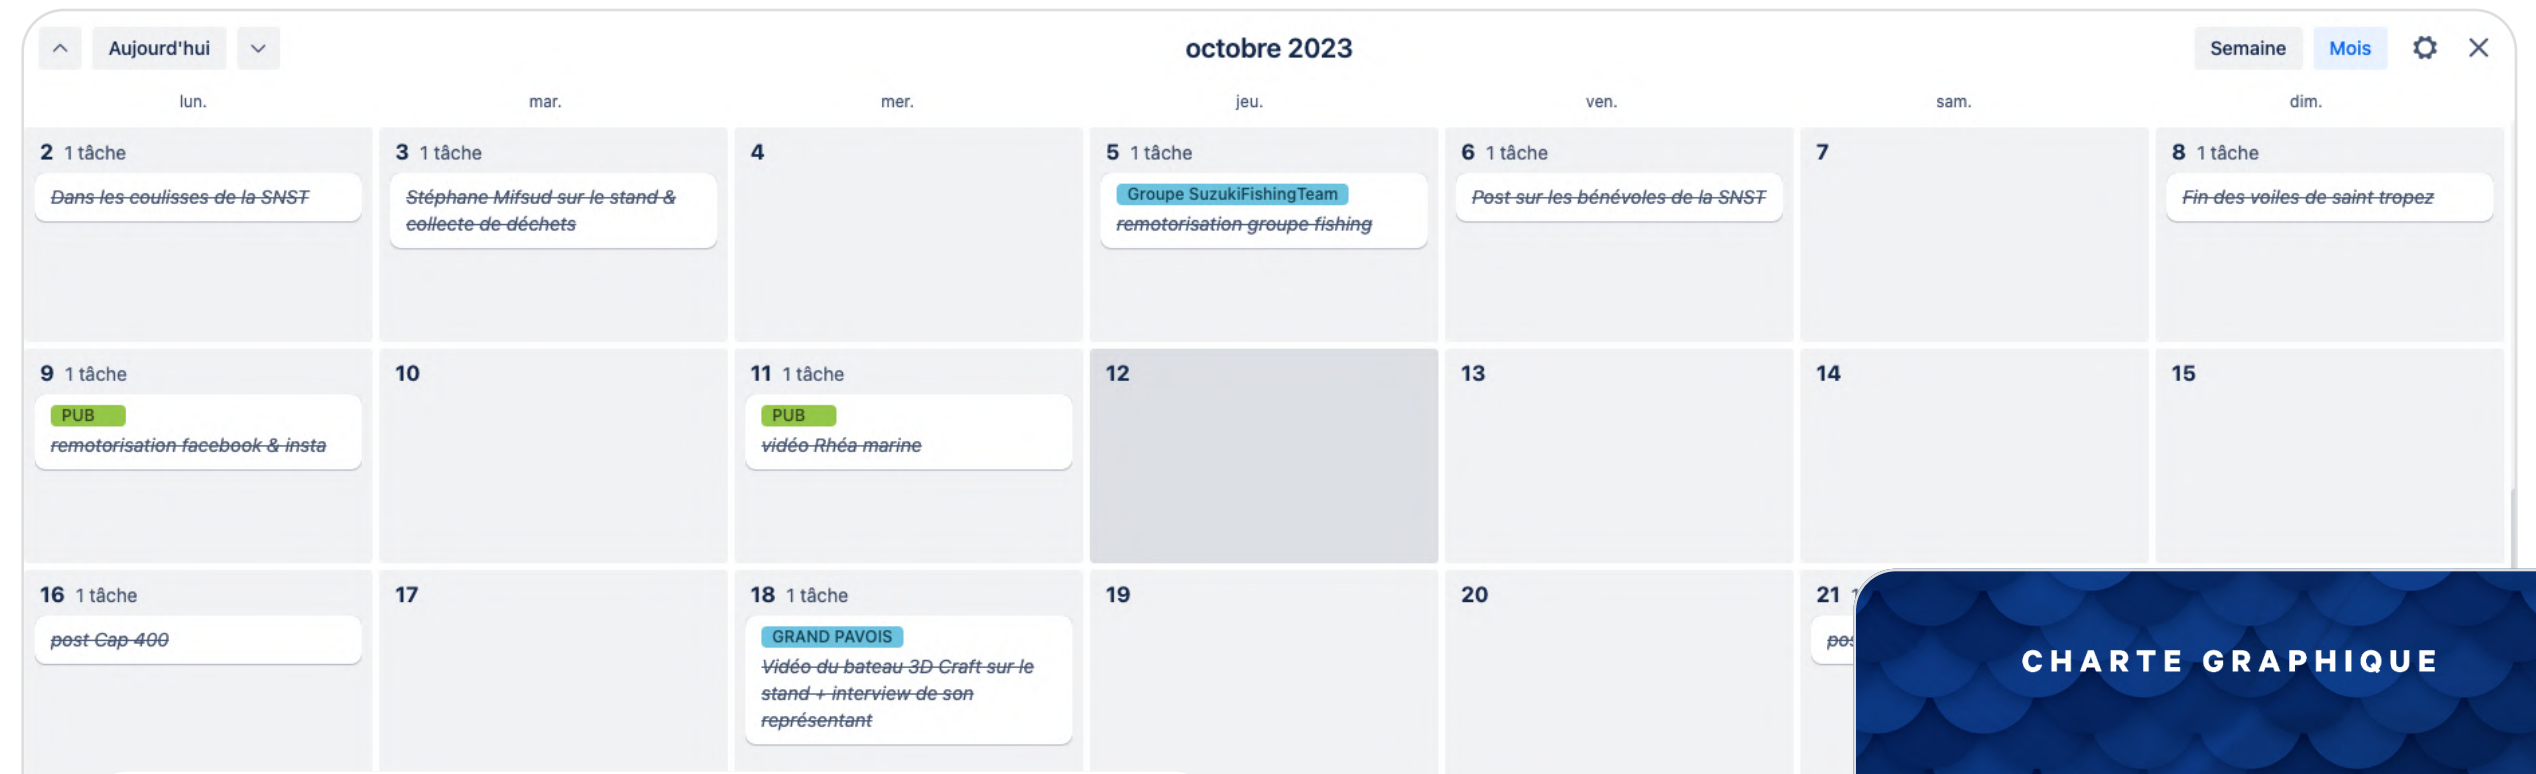 Aujourd'hui
octobre 2023
Semaine
Mois
lun.
mar.
mer.
jeu.
ven.
sam.
dim.
2 1 tâche
Dans les coulisses de la SNST
3 1 tâche
Stéphane Mifsud sur le stand &
collecte de déchets
4
5 1 tâche
Groupe SuzukiFishingTeam
remotorisation groupe fishing
6 1 tâche
Post sur les bénévoles de la SNST
7
8 1 tâche
Fin des voiles de saint tropez
9 1 tâche
PUB
remotorisation facebook & insta
10
11 1 tâche
PUB
vidéo Rhéa marine
12
13
14
15
16 1 tâche
post Cap 400
17
18 1 tâche
GRAND PAVOIS
Vidéo du bateau 3D Craft sur le
stand + interview de son
représentant
19
20
21
CHARTE GRAPHIQUE